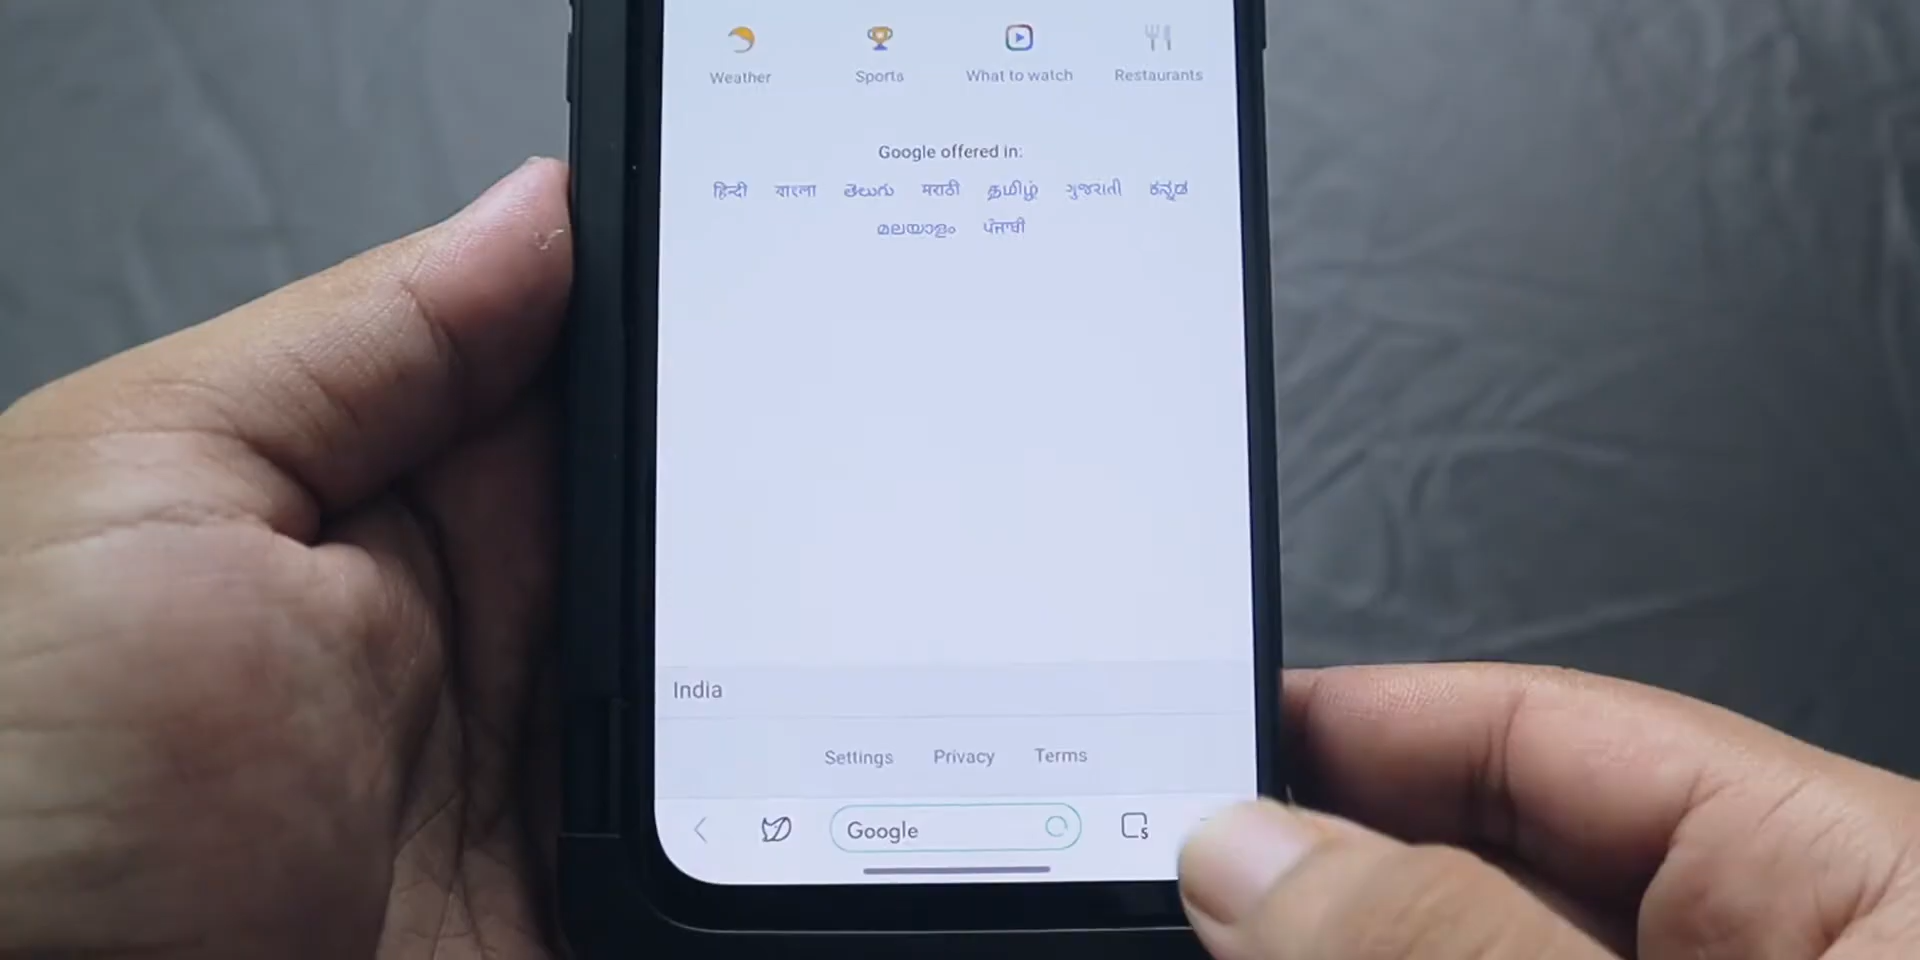 Weather Sports What to watch Restaurants
Google offered in:
हिन्दी বাংলা తెలుగు मराठी தமிழ் ગુજરાતી ಕನ್ನಡ
മലയാളം ਪੰਜਾਬੀ
India
Settings Privacy Terms
Google 5